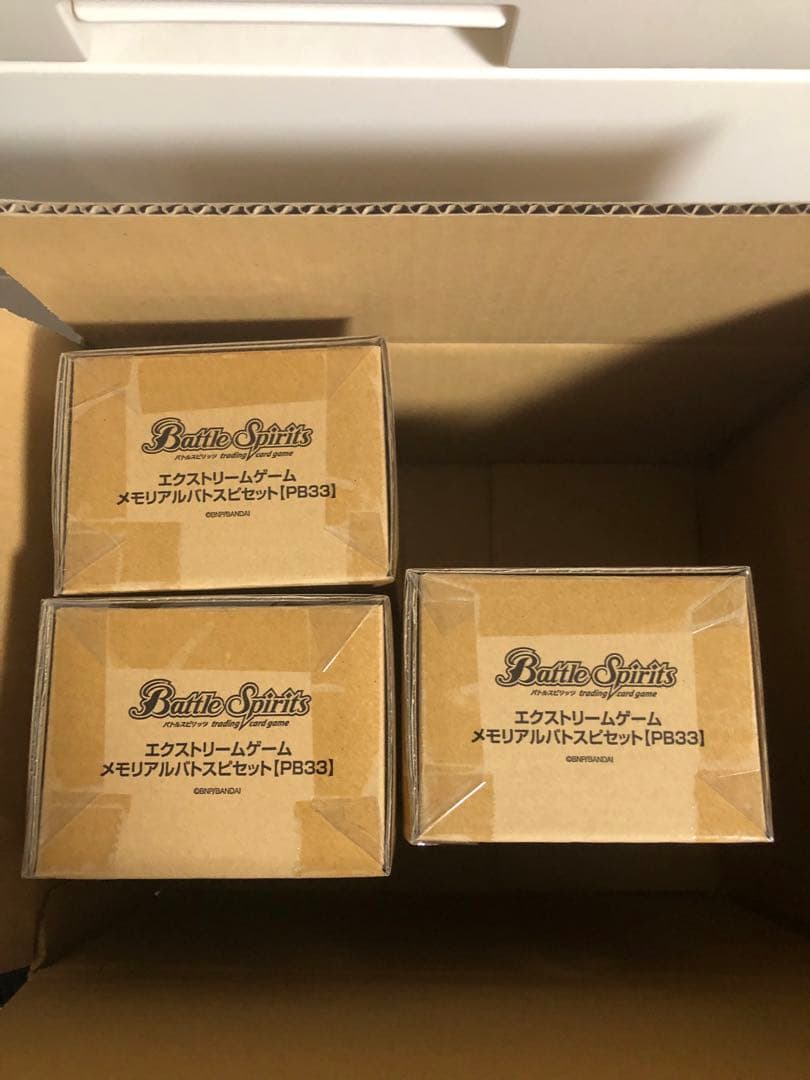 Battle Spirits
バトルスピリッツ trading card game
エクストリームゲーム
メモリアルバトスピセット【PB33】
©BNP/BANDAI
Battle Spirits
バトルスピリッツ trading card game
エクストリームゲーム
メモリアルバトスピセット【PB33】
©BNP/BANDAI
Battle Spirits
バトルスピリッツ trading card game
エクストリームゲーム
メモリアルバトスピセット【PB33】
©BNP/BANDAI